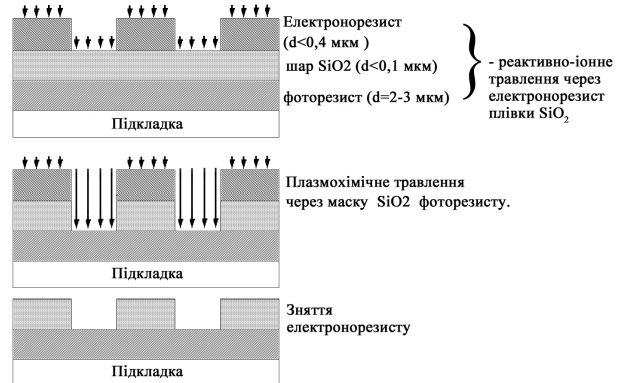 Електронорезист
(d<0,4 мкм )
шар SiO2 (d<0,1 мкм)
фоторезист (d=2-3 мкм)
- реактивно-іонне
травлення через
електронорезист
плівки SiO₂
Підкладка
Плазмохімічне травлення
через маску SiO2 фоторезисту.
Підкладка
Зняття
електронорезисту
Підкладка